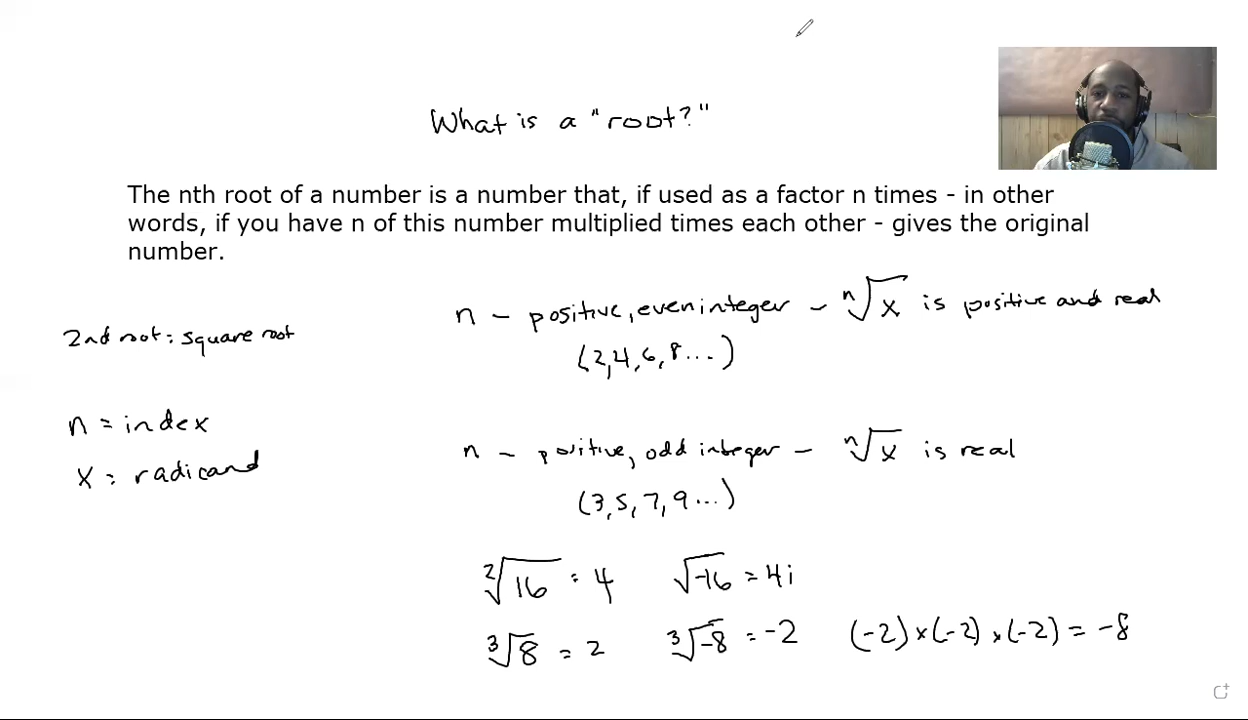 What is a "root?"
The nth root of a number is a number that, if used as a factor n times - in other
words, if you have n of this number multiplied times each other - gives the original
number.
n - positive, even integer - ⁿ√x is positive and real
2nd root: square root
(2,4,6,8...)
n = index
n - positive, odd integer - ⁿ√x is real
x = radicand
(3,5,7,9...)
²√16 = 4 √-16 = 4i
³√8 = 2 ³√-8 = -2 (-2)×(-2)×(-2) = -8